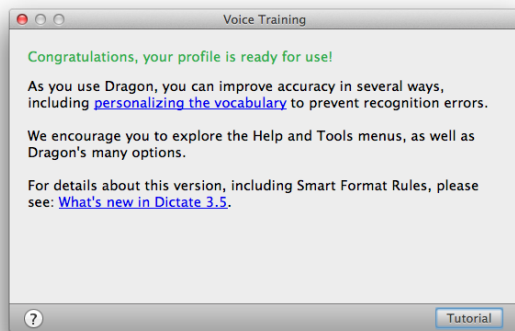 Voice Training
Congratulations, your profile is ready for use!
As you use Dragon, you can improve accuracy in several ways,
including personalizing the vocabulary to prevent recognition errors.
We encourage you to explore the Help and Tools menus, as well as
Dragon's many options.
For details about this version, including Smart Format Rules, please
see: What's new in Dictate 3.5.
?
Tutorial